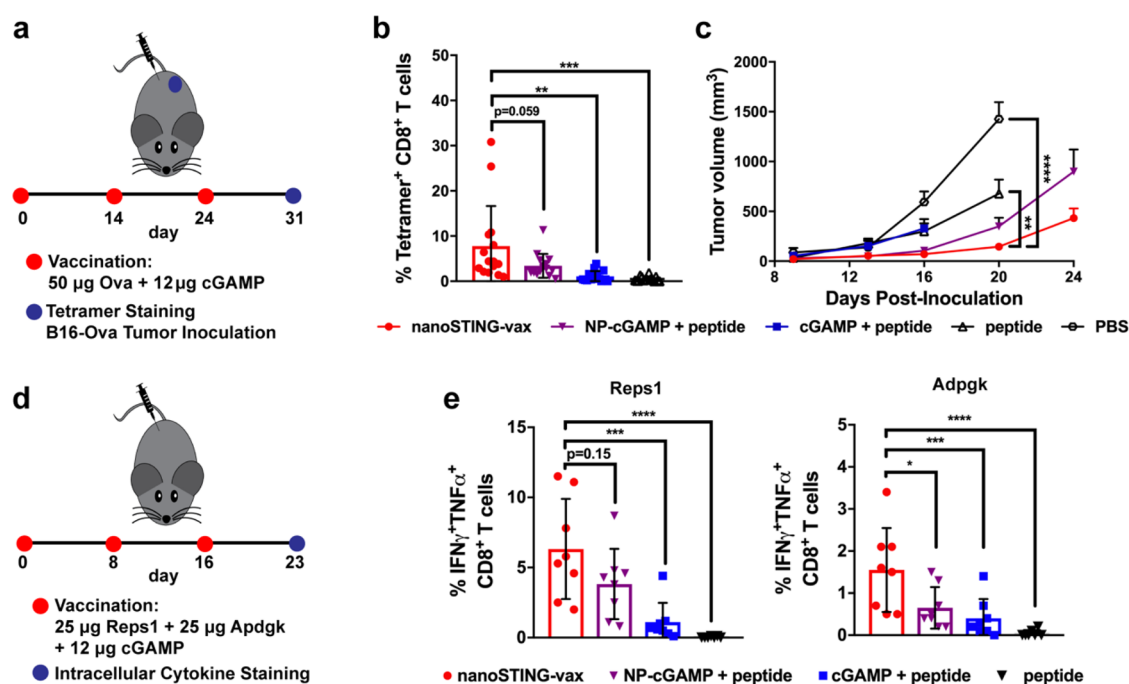 a
0 14 24 31
day
Vaccination:
50 µg Ova + 12µg cGAMP
Tetramer Staining
B16-Ova Tumor Inoculation
b
% Tetramer+ CD8+ T cells
50
40
30
20
10
0
***
**
p=0.059
c
Tumor volume (mm3)
2000
1500
1000
500
0
8 12 16 20 24
Days Post-Inoculation
**
****
nanoSTING-vax NP-cGAMP + peptide cGAMP + peptide peptide PBS
d
0 8 16 23
day
Vaccination:
25 µg Reps1 + 25 µg Apdgk
+ 12 µg cGAMP
Intracellular Cytokine Staining
e
Reps1
% IFNγ+TNFα+
CD8+ T cells
15
10
5
0
****
***
p=0.15
Adpgk
% IFNγ+TNFα+
CD8+ T cells
5
4
3
2
1
0
****
***
*
nanoSTING-vax NP-cGAMP + peptide cGAMP + peptide peptide